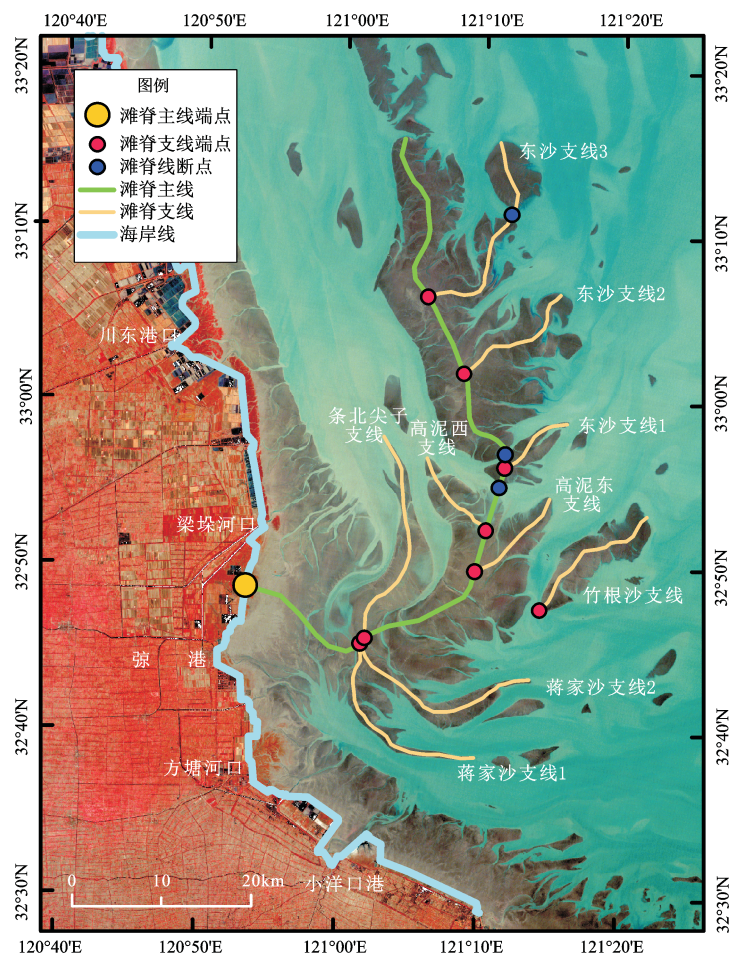 120°40′E 120°50′E 121°00′E 121°10′E 121°20′E
33°20′N
33°20′N
图例
滩脊主线端点
滩脊支线端点
滩脊线断点
滩脊主线
滩脊支线
海岸线
东沙支线3
33°10′N
33°10′N
东沙支线2
川东港口
33°00′N
33°00′N
条北尖子
支线
高泥西
支线
东沙支线1
高泥东
支线
梁垛河口
32°50′N
32°50′N
竹根沙支线
弶 港
蒋家沙支线2
32°40′N
32°40′N
方塘河口
蒋家沙支线1
0 10 20km
小洋口港
32°30′N
32°30′N
120°40′E 120°50′E 121°00′E 121°10′E 121°20′E